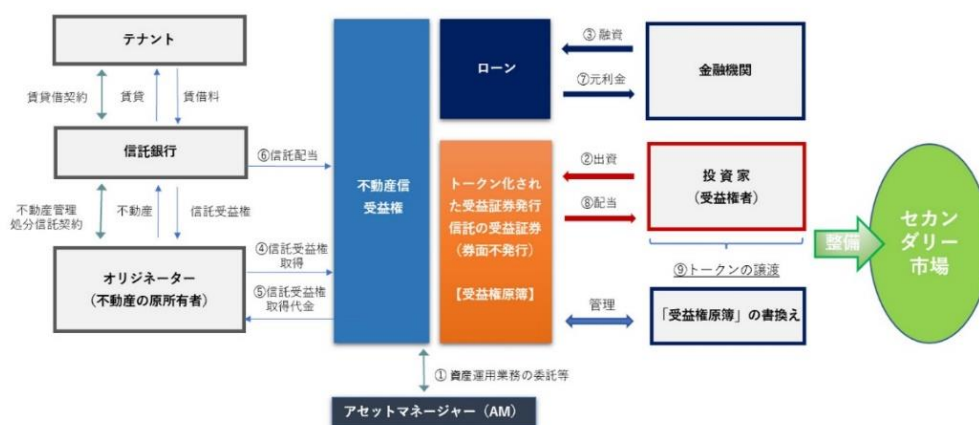 テナント
賃貸借契約
賃貸
賃借料
信託銀行
不動産管理
処分信託契約
不動産
信託受益権
オリジネーター
(不動産の原所有者)
⑥信託配当
④信託受益権
取得
⑤信託受益権
取得代金
不動産信
受益権
ローン
③融資
⑦元利金
金融機関
トークン化され
た受益証券発行
信託の受益証券
(券面不発行)
【受益権原簿】
②出資
⑧配当
投資家
(受益権者)
⑨トークンの譲渡
管理
「受益権原簿」の書換え
整備
セカン
ダリー
市場
①資産運用業務の委託等
アセットマネージャー(AM)